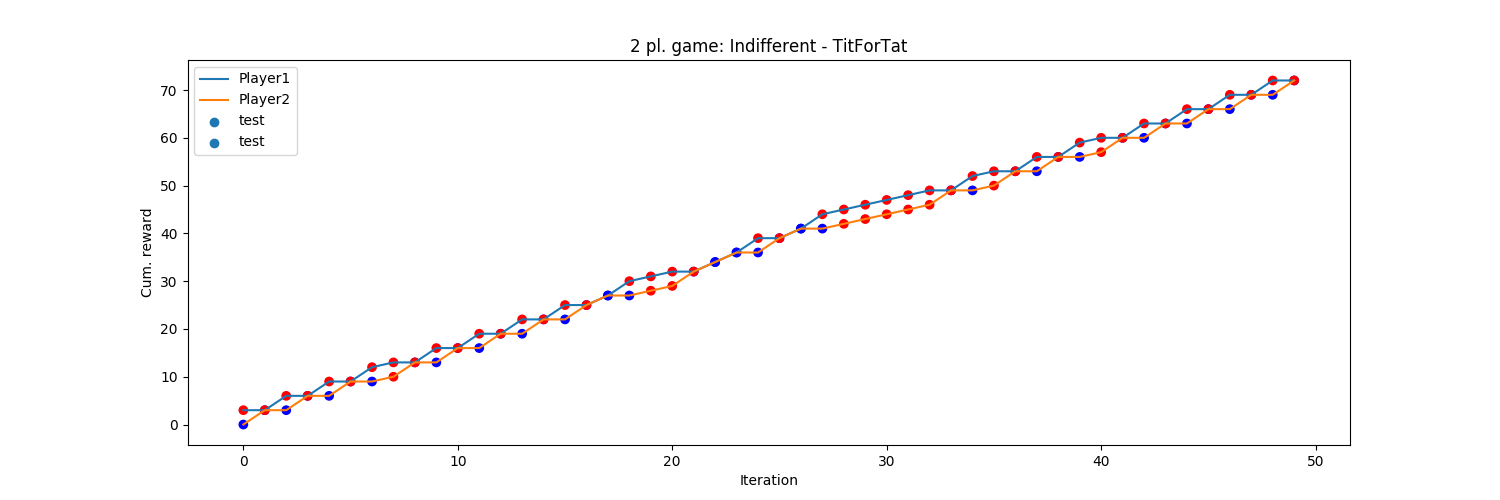 2 pl. game: Indifferent - TitForTat
Player1
Player2
test
test
70
60
50
40
30
20
10
0
Cum. reward
0 10 20 30 40 50
Iteration